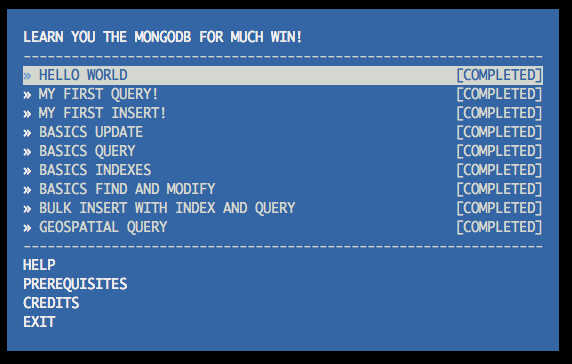 LEARN YOU THE MONGODB FOR MUCH WIN!
--------------------------------------------------------------------
» HELLO WORLD [COMPLETED]
» MY FIRST QUERY! [COMPLETED]
» MY FIRST INSERT! [COMPLETED]
» BASICS UPDATE [COMPLETED]
» BASICS QUERY [COMPLETED]
» BASICS INDEXES [COMPLETED]
» BASICS FIND AND MODIFY [COMPLETED]
» BULK INSERT WITH INDEX AND QUERY [COMPLETED]
» GEOSPATIAL QUERY [COMPLETED]
--------------------------------------------------------------------
HELP
PREREQUISITES
CREDITS
EXIT